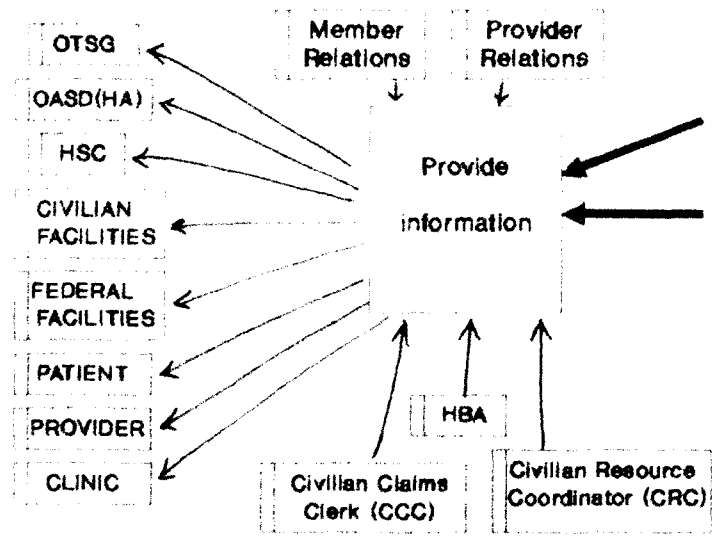 OTSG
OASD(HA)
HSC
CIVILIAN
FACILITIES
FEDERAL
FACILITIES
PATIENT
PROVIDER
CLINIC
Member
Relations
Provider
Relations
Provide
information
HBA
Civilian Claims
Clerk (CCC)
Civilian Resource
Coordinator (CRC)